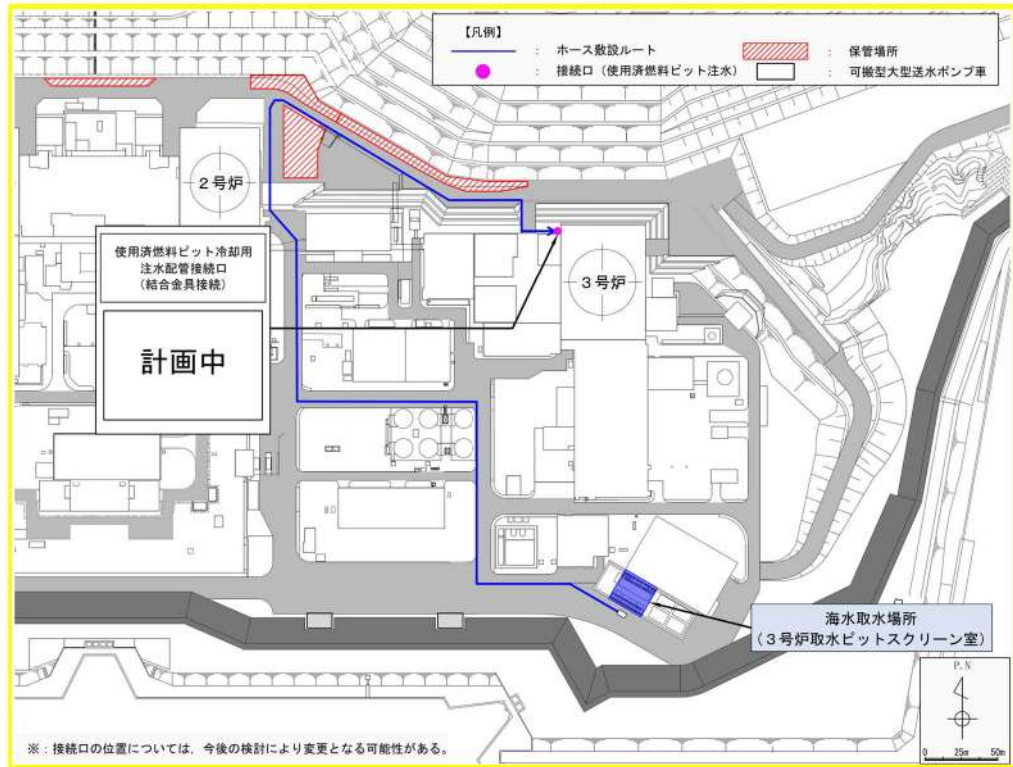 【凡例】
： ホース敷設ルート
： 保管場所
： 接続口（使用済燃料ピット注水）
： 可搬型大型送水ポンプ車
２号炉
使用済燃料ピット冷却用
注水配管接続口
（結合金具接続）
計画中
３号炉
海水取水場所
（３号炉取水ピットスクリーン室）
P.N
0 25m 50m
※：接続口の位置については，今後の検討により変更となる可能性がある。